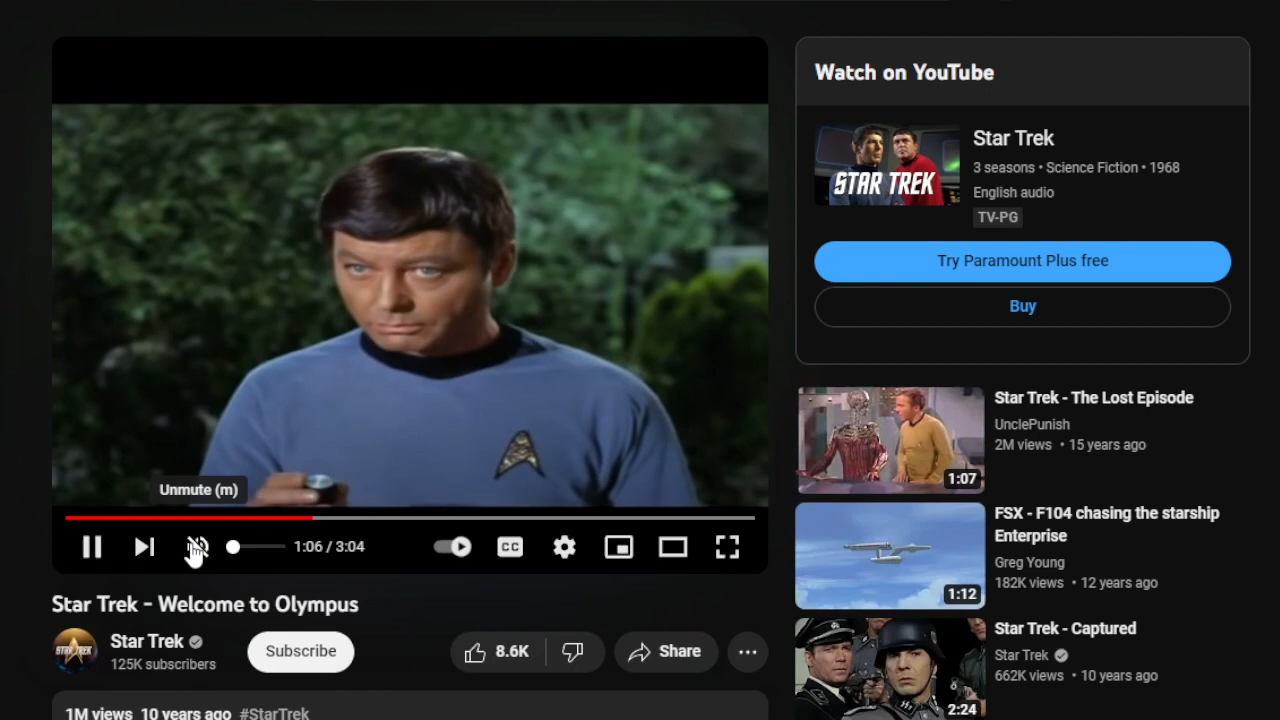 Unmute (m)
1:06 / 3:04
CC
Star Trek - Welcome to Olympus
STAR TREK
Star Trek
125K subscribers
Subscribe
8.6K
Share
1M views 10 years ago #StarTrek
Watch on YouTube
STAR TREK
Star Trek
3 seasons • Science Fiction • 1968
English audio
TV-PG
Try Paramount Plus free
Buy
1:07
Star Trek - The Lost Episode
UnclePunish
2M views • 15 years ago
1:12
FSX - F104 chasing the starship
Enterprise
Greg Young
182K views • 12 years ago
2:24
Star Trek - Captured
Star Trek
662K views • 10 years ago